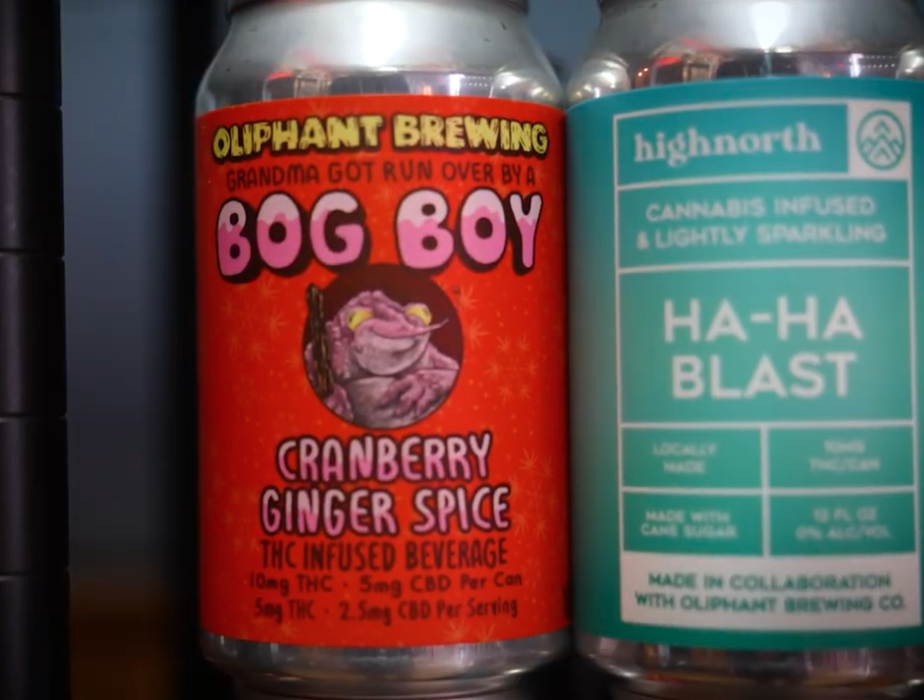 OLIPHANT BREWING
GRANDMA GOT RUN OVER BY A
BOG BOY
CRANBERRY
GINGER SPICE
THC INFUSED BEVERAGE
10mg THC · 5mg CBD Per Can
5mg THC · 2.5mg CBD Per Serving
highnorth
CANNABIS INFUSED
& LIGHTLY SPARKLING
HA-HA
BLAST
LOCALLY
MADE
10MG
THC/CAN
MADE WITH
CANE SUGAR
12 FL OZ
0% ALC/VOL
MADE IN COLLABORATION
WITH OLIPHANT BREWING CO.